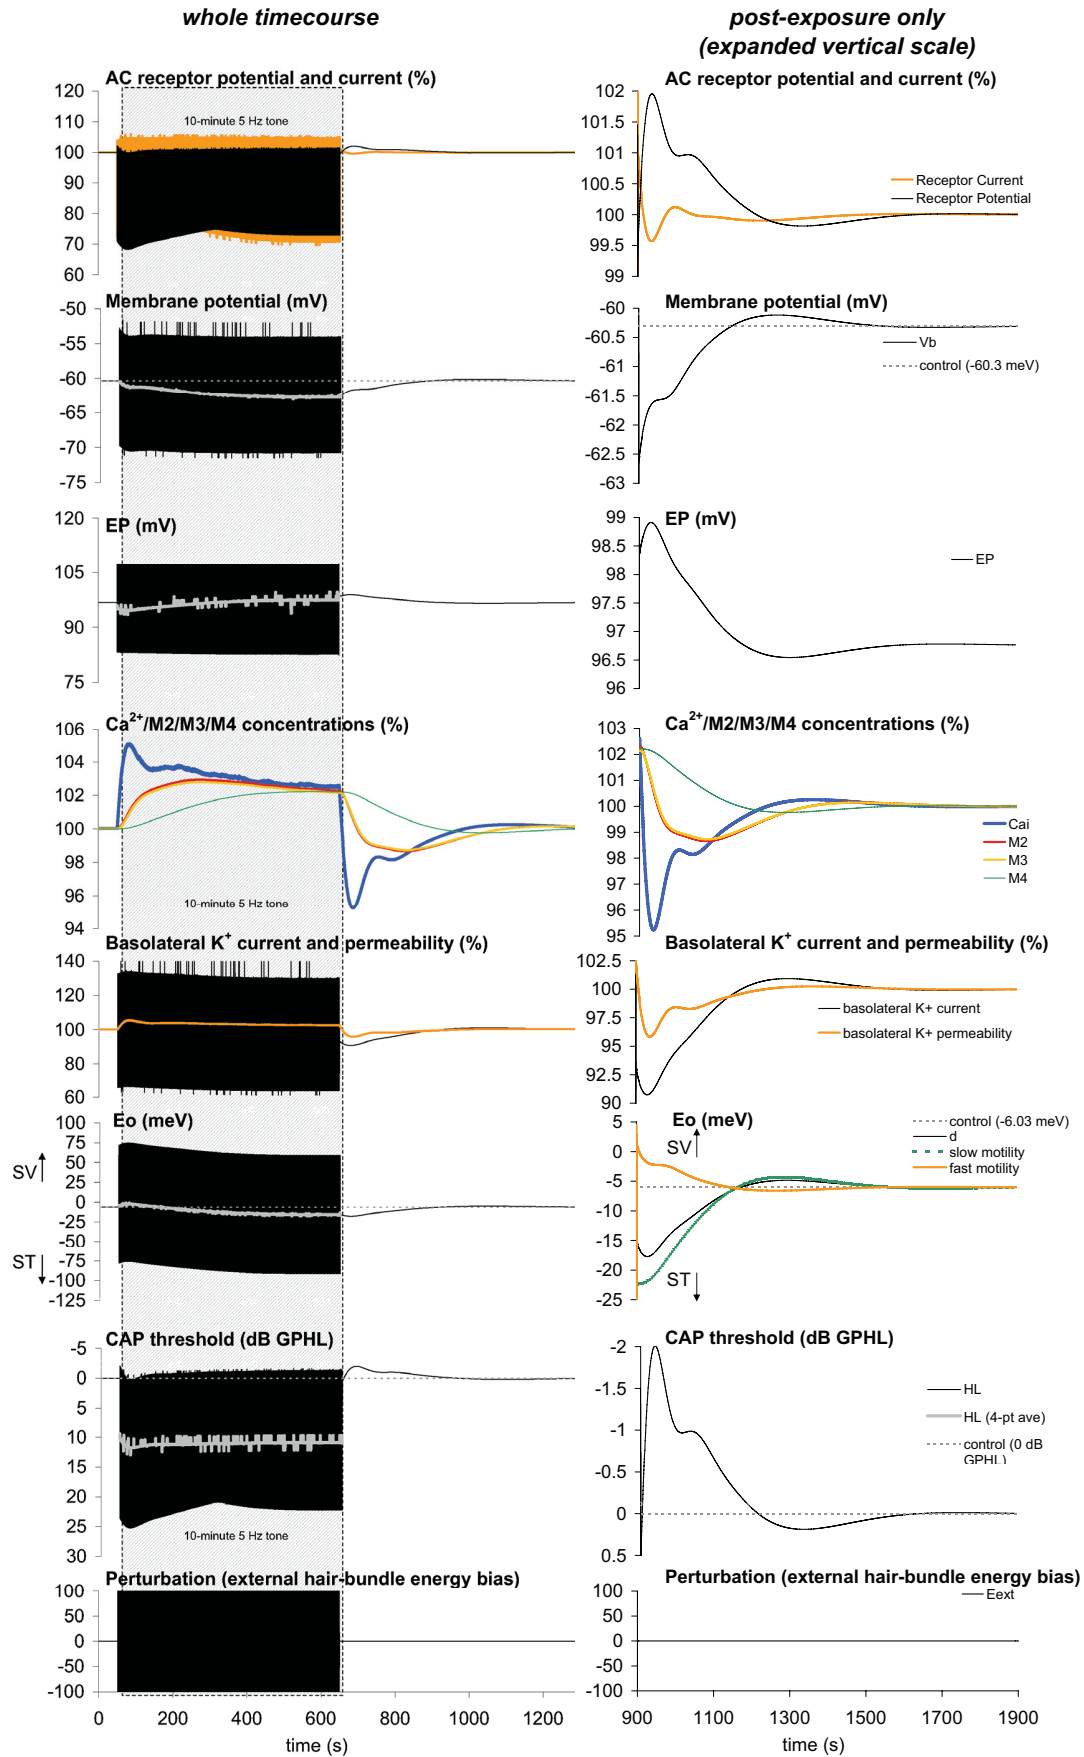 whole timecourse
post-exposure only
(expanded vertical scale)
AC receptor potential and current (%)
120
110
100
90
80
70
60
10-minute 5 Hz tone
AC receptor potential and current (%)
102
101.5
101
100.5
100
99.5
99
Receptor Current
Receptor Potential
Membrane potential (mV)
-50
-55
-60
-65
-70
-75
Membrane potential (mV)
-60
-60.5
-61
-61.5
-62
-62.5
-63
Vb
control (-60.3 meV)
EP (mV)
120
105
90
75
EP (mV)
99
98.5
98
97.5
97
96.5
96
EP
Ca2+/M2/M3/M4 concentrations (%)
106
104
102
100
98
96
94
10-minute 5 Hz tone
Ca2+/M2/M3/M4 concentrations (%)
103
102
101
100
99
98
97
96
95
Cai
M2
M3
M4
Basolateral K+ current and permeability (%)
140
120
100
80
60
Basolateral K+ current and permeability (%)
102.5
100
97.5
95
92.5
90
basolateral K+ current
basolateral K+ permeability
Eo (meV)
100
75
50
25
0
-25
-50
-75
-100
-125
SV
ST
Eo (meV)
5
0
-5
-10
-15
-20
-25
SV
ST
control (-6.03 meV)
d
slow motility
fast motility
CAP threshold (dB GPHL)
-5
0
5
10
15
20
25
30
10-minute 5 Hz tone
CAP threshold (dB GPHL)
-2
-1.5
-1
-0.5
0
0.5
HL
HL (4-pt ave)
control (0 dB
GPHL)
Perturbation (external hair-bundle energy bias)
100
50
0
-50
-100
0 200 400 600 800 1000 1200
time (s)
Perturbation (external hair-bundle energy bias)
100
50
0
-50
-100
Eext
900 1100 1300 1500 1700 1900
time (s)